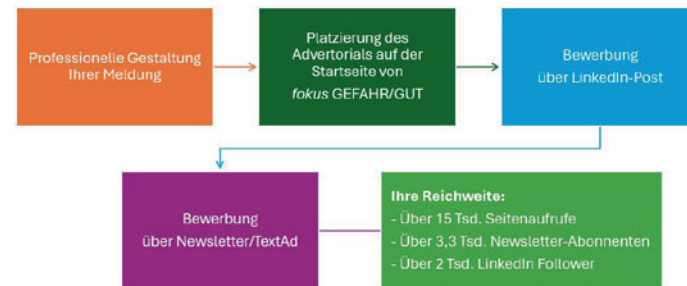 Professionelle Gestaltung
Ihrer Meldung
Platzierung des
Advertorials auf der
Startseite von
fokus GEFAHR/GUT
Bewerbung
über LinkedIn-Post
Bewerbung
über Newsletter/TextAd
Ihre Reichweite:
- Über 15 Tsd. Seitenaufrufe
- Über 3,3 Tsd. Newsletter-Abonnenten
- Über 2 Tsd. LinkedIn Follower